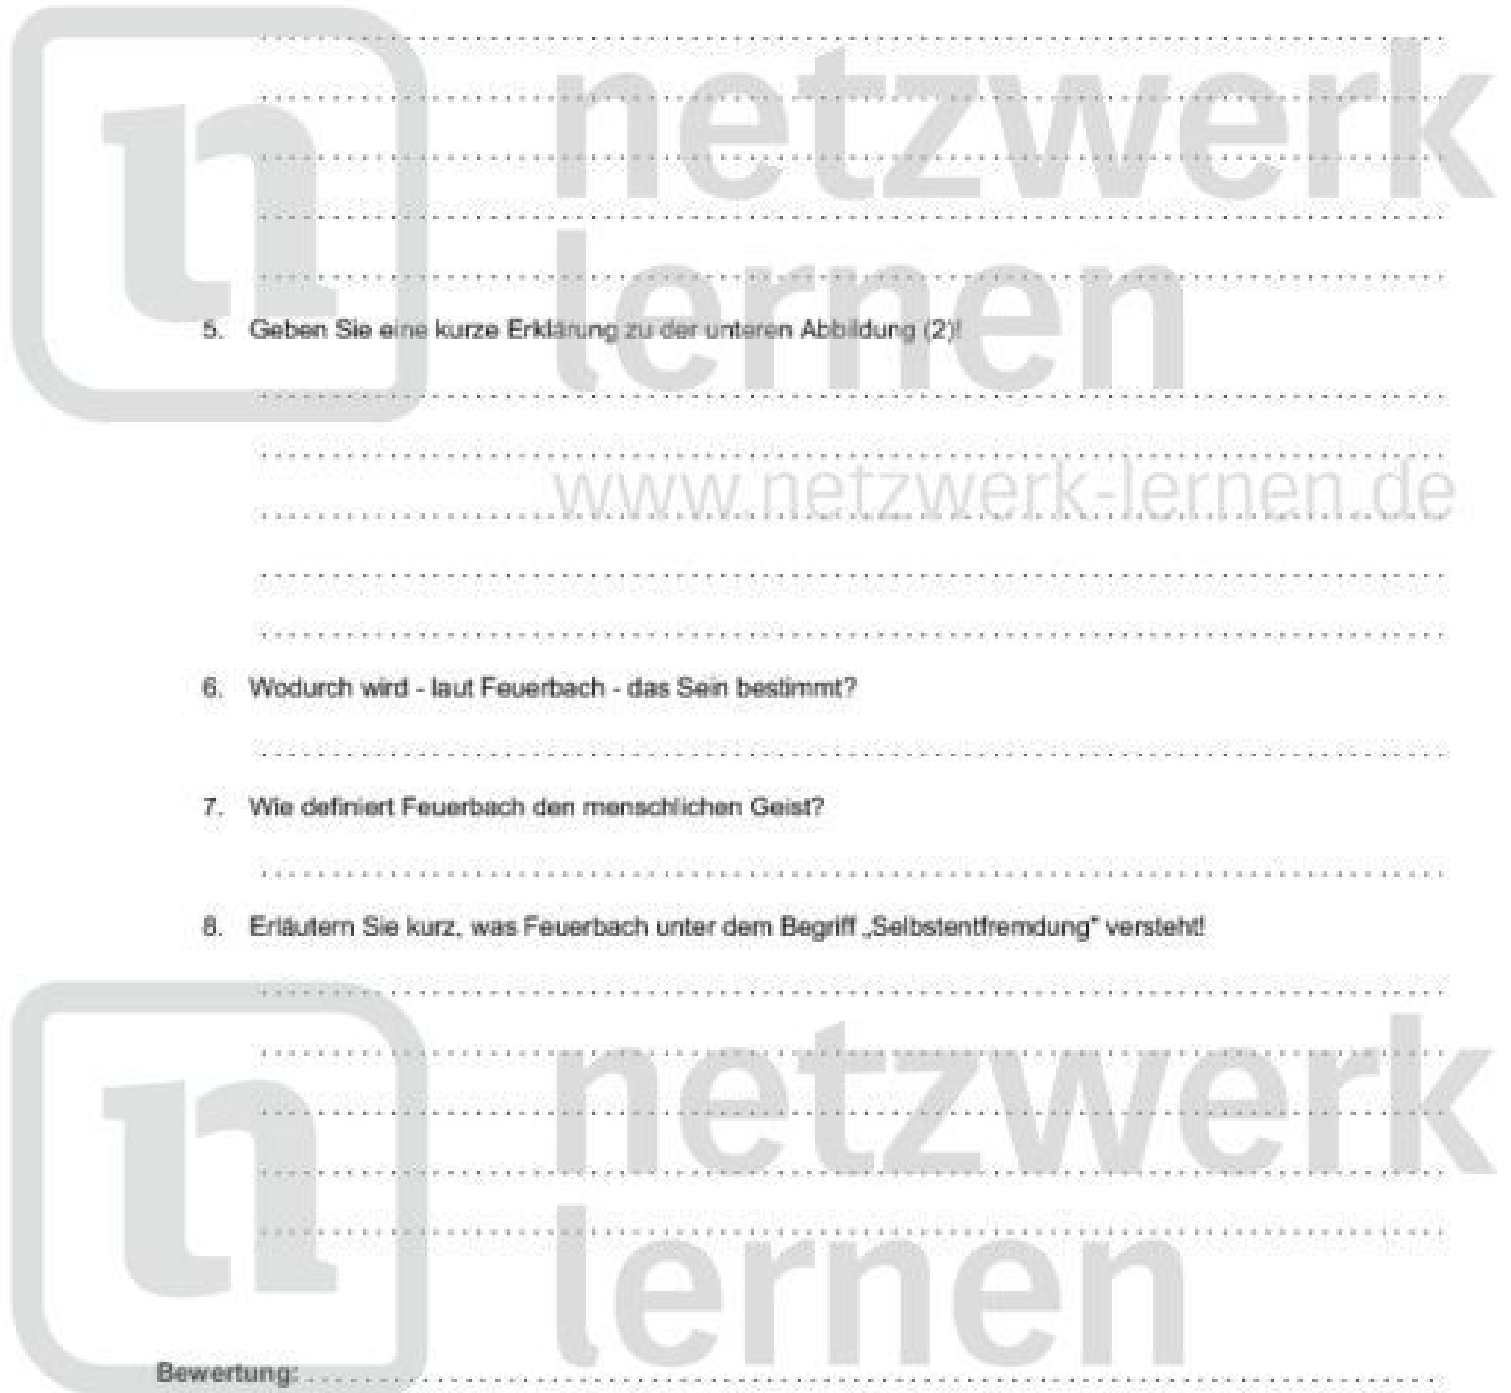 netzwerk
lernen
5. Geben Sie eine kurze Erklärung zu der unteren Abbildung (2)!
www.netzwerk-lernen.de
6. Wodurch wird - laut Feuerbach - das Sein bestimmt?
7. Wie definiert Feuerbach den menschlichen Geist?
8. Erläutern Sie kurz, was Feuerbach unter dem Begriff „Selbstentfremdung" versteht!
netzwerk
lernen
Bewertung: